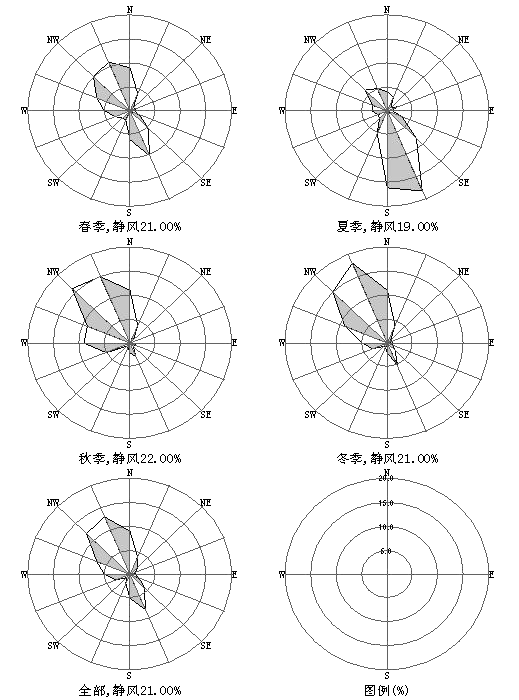 N N
NW NE NW NE
W E W E
SW SE SW SE
S S
春季,静风21.00% 夏季,静风19.00%
N N
NW NE NW NE
W E W E
SW SE SW SE
S S
秋季,静风22.00% 冬季,静风21.00%
N N
20.0
NW NE 15.0
10.0
5.0
W E W E
SW SE
S S
全部,静风21.00% 图例(%)